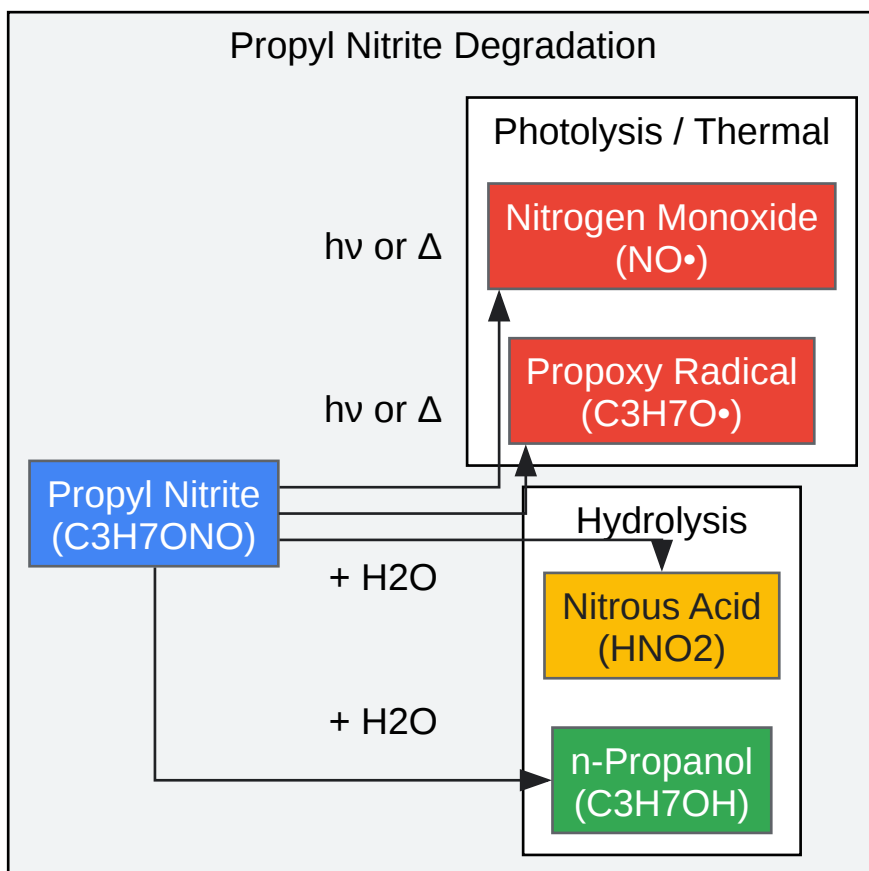 Propyl Nitrite Degradation
Photolysis / Thermal
Nitrogen Monoxide
(NO•)
hν or Δ
Propoxy Radical
(C3H7O•)
hν or Δ
Propyl Nitrite
(C3H7ONO)
Hydrolysis
+ H2O
Nitrous Acid
(HNO2)
+ H2O
n-Propanol
(C3H7OH)